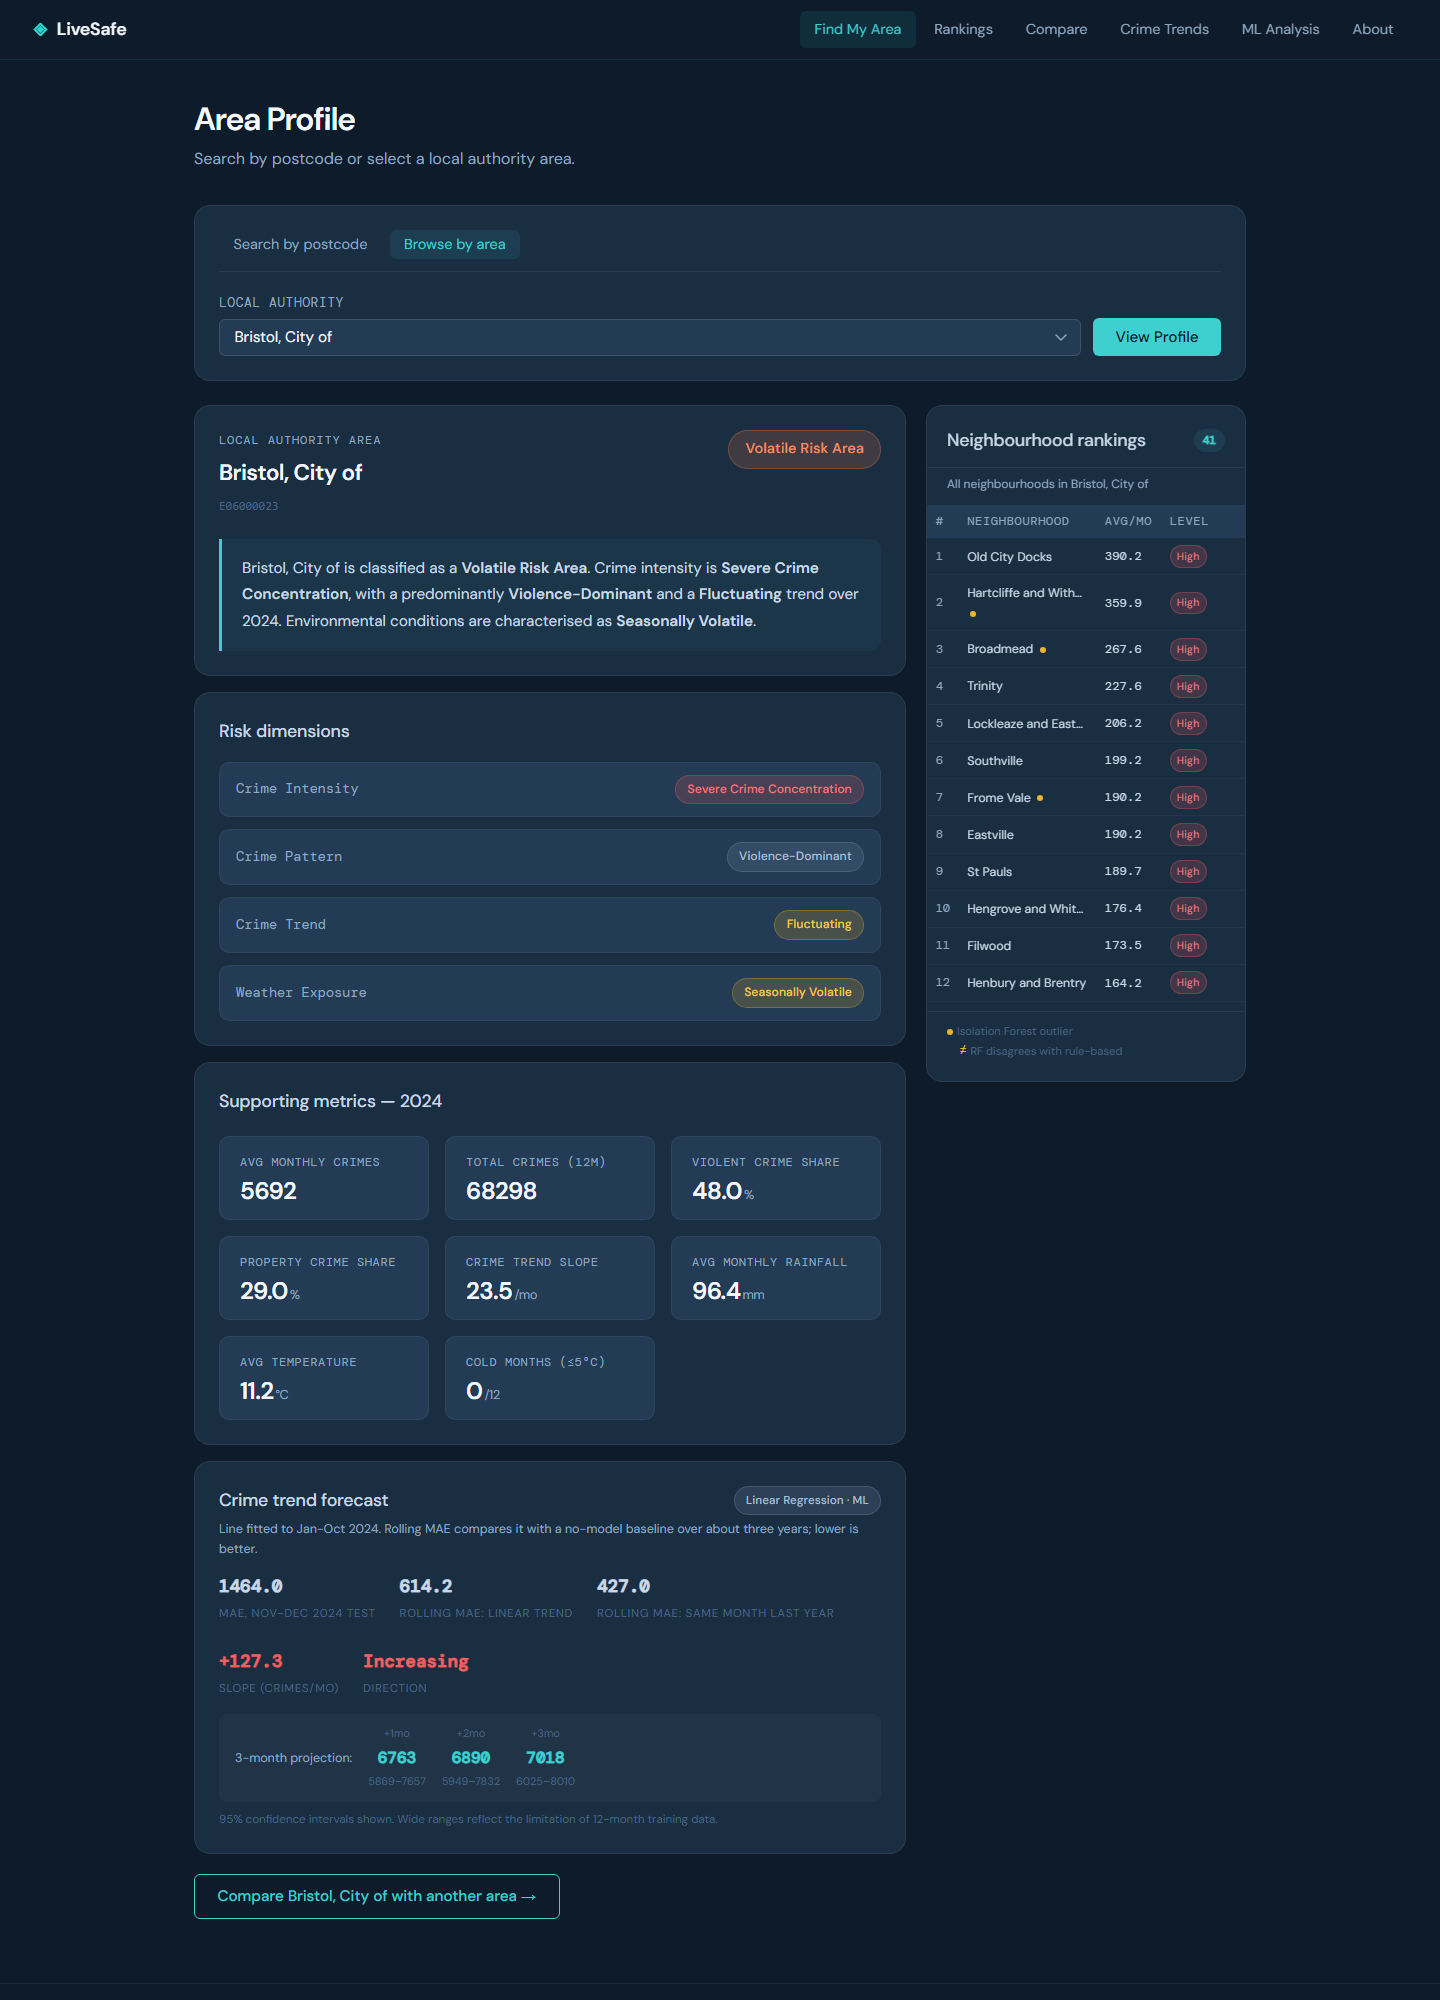 LiveSafe
Find My Area
Rankings
Compare
Crime Trends
ML Analysis
About
Area Profile
Search by postcode or select a local authority area.
Search by postcode
Browse by area
LOCAL AUTHORITY
Bristol, City of
View Profile
LOCAL AUTHORITY AREA
Volatile Risk Area
Bristol, City of
E06000023
Bristol, City of is classified as a Volatile Risk Area. Crime intensity is Severe Crime
Concentration, with a predominantly Violence-Dominant and a Fluctuating trend over
2024. Environmental conditions are characterised as Seasonally Volatile.
Risk dimensions
Crime Intensity
Severe Crime Concentration
Crime Pattern
Violence-Dominant
Crime Trend
Fluctuating
Weather Exposure
Seasonally Volatile
Supporting metrics — 2024
AVG MONTHLY CRIMES
5692
TOTAL CRIMES (12M)
68298
VIOLENT CRIME SHARE
48.0%
PROPERTY CRIME SHARE
29.0%
CRIME TREND SLOPE
23.5/mo
AVG MONTHLY RAINFALL
96.4mm
AVG TEMPERATURE
11.2°C
COLD MONTHS (≤5°C)
0/12
Crime trend forecast
Linear Regression · ML
Line fitted to Jan-Oct 2024. Rolling MAE compares it with a no-model baseline over about three years; lower is
better.
1464.0
MAE, NOV-DEC 2024 TEST
614.2
ROLLING MAE: LINEAR TREND
427.0
ROLLING MAE: SAME MONTH LAST YEAR
+127.3
SLOPE (CRIMES/MO)
Increasing
DIRECTION
3-month projection:
+1mo
6763
5869–7657
+2mo
6890
5949–7832
+3mo
7018
6025–8010
95% confidence intervals shown. Wide ranges reflect the limitation of 12-month training data.
Compare Bristol, City of with another area →
Neighbourhood rankings
41
All neighbourhoods in Bristol, City of
# NEIGHBOURHOOD AVG/MO LEVEL
1 Old City Docks 390.2 High
2 Hartcliffe and With… 359.9 High
3 Broadmead 267.6 High
4 Trinity 227.6 High
5 Lockleaze and East… 206.2 High
6 Southville 199.2 High
7 Frome Vale 190.2 High
8 Eastville 190.2 High
9 St Pauls 189.7 High
10 Hengrove and Whit… 176.4 High
11 Filwood 173.5 High
12 Henbury and Brentry 164.2 High
Isolation Forest outlier
≠ RF disagrees with rule-based